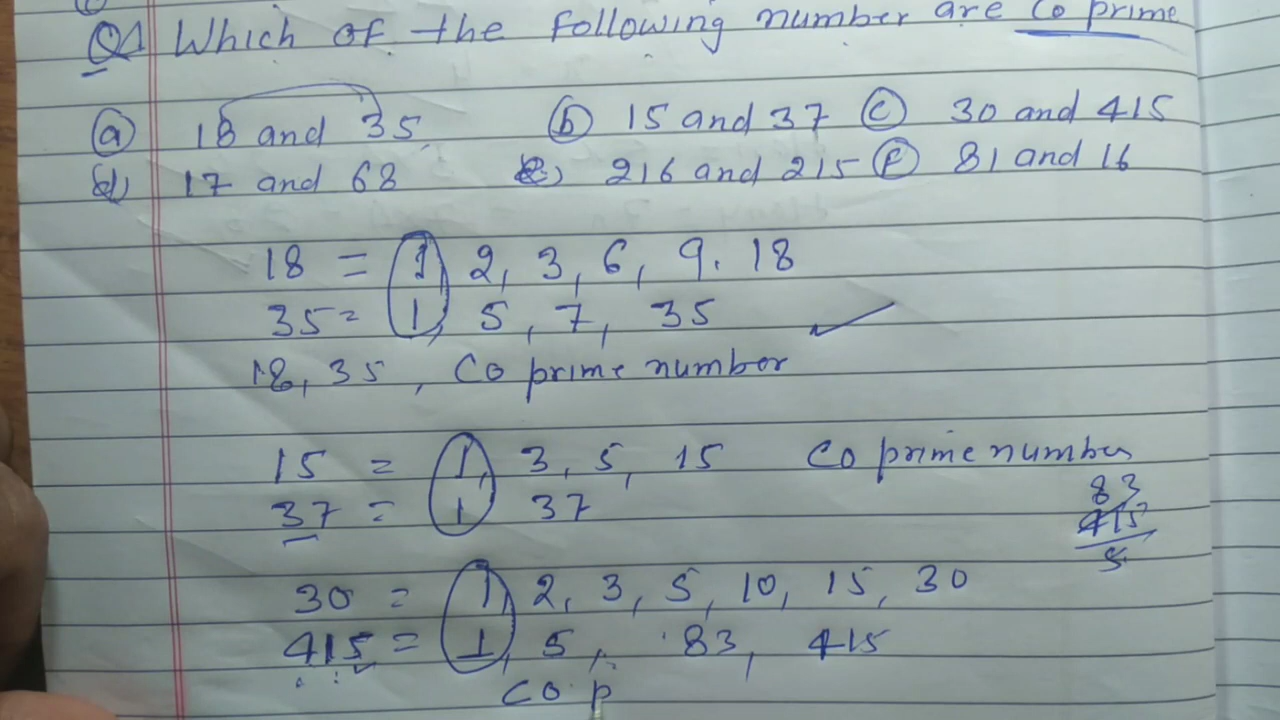 Q1 Which of the following number are co prime
(a) 18 and 35 (b) 15 and 37 (c) 30 and 415
(d) 17 and 68 (e) 216 and 215 (f) 81 and 16
18 = 1, 2, 3, 6, 9. 18
35 = 1, 5, 7, 35
18, 35, Co prime number
15 = 1, 3, 5, 15 Co prime number
37 = 1 37
83
415
5
30 = 1, 2, 3, 5, 10, 15, 30
415 = 1, 5, 83, 415
co p